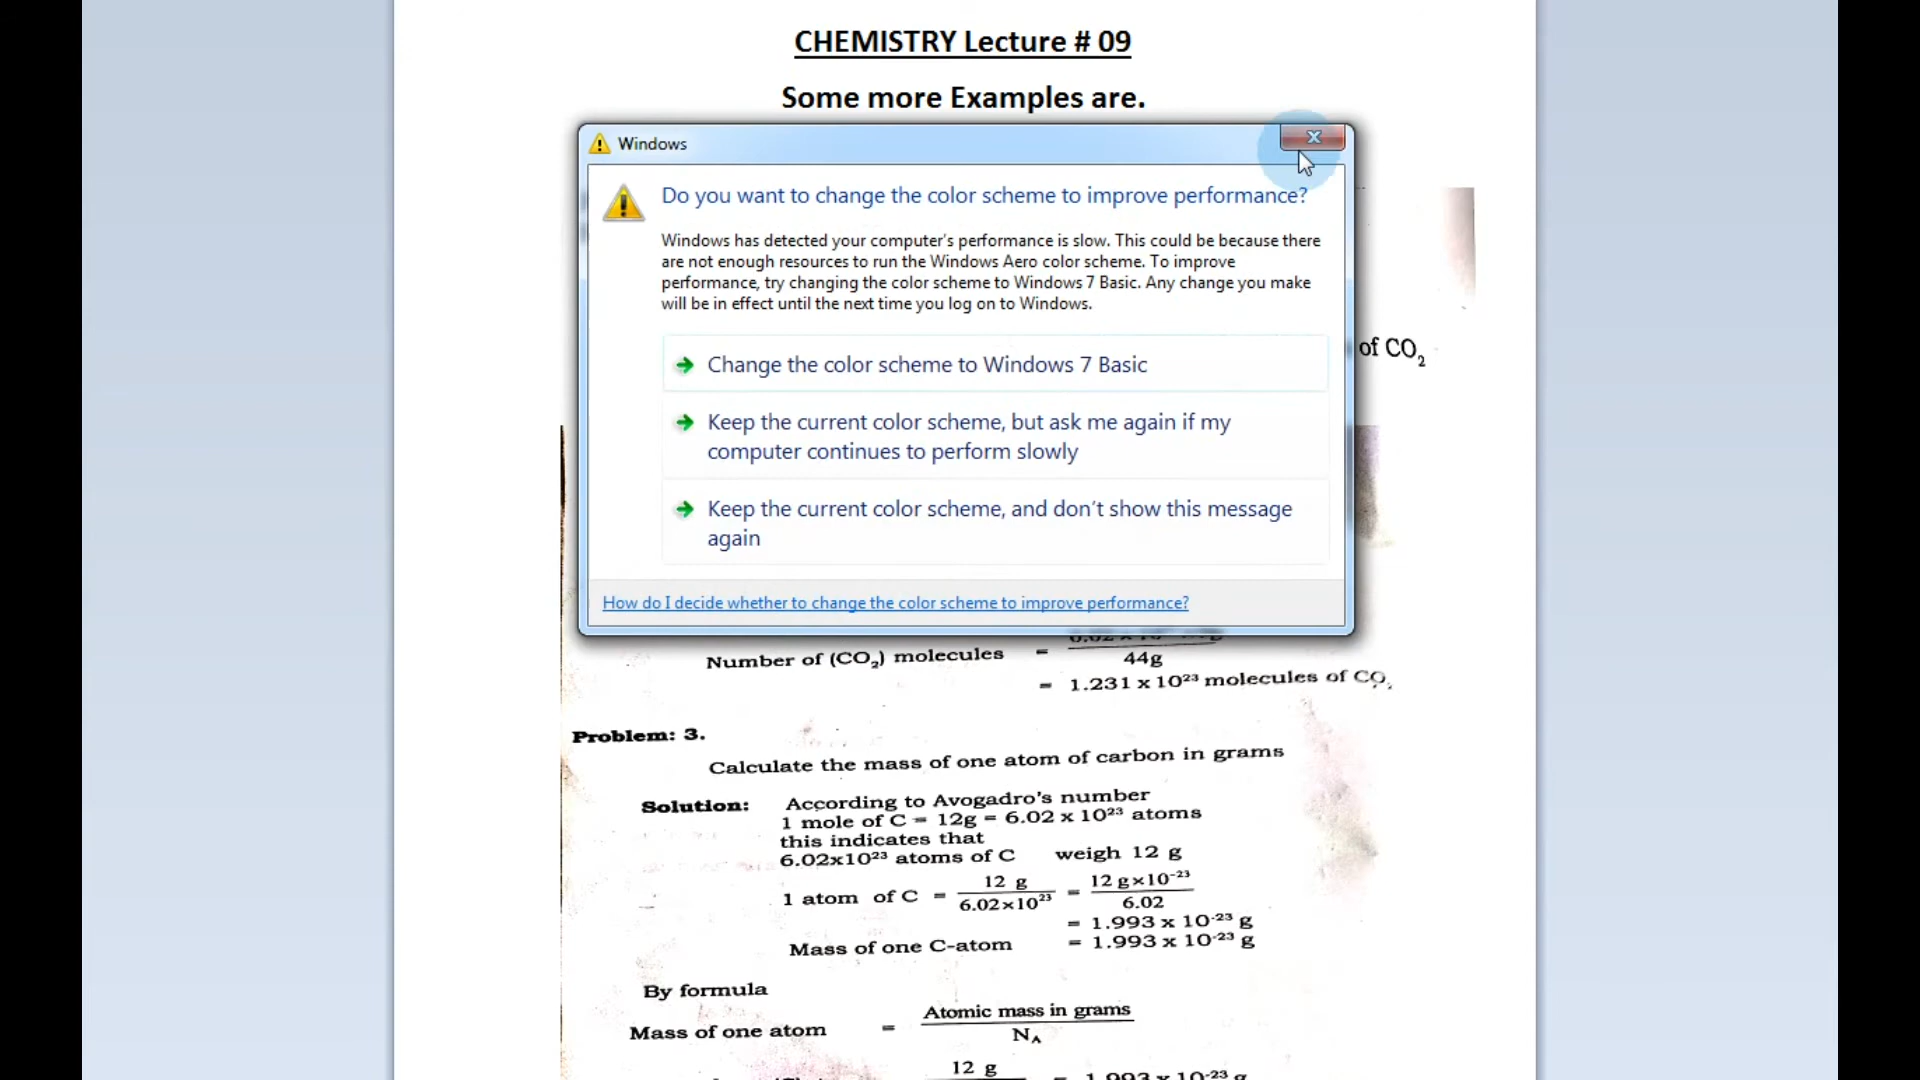 CHEMISTRY Lecture # 09
Some more Examples are.
Windows
Do you want to change the color scheme to improve performance?
Windows has detected your computer's performance is slow. This could be because there
are not enough resources to run the Windows Aero color scheme. To improve
performance, try changing the color scheme to Windows 7 Basic. Any change you make
will be in effect until the next time you log on to Windows.
of CO₂
Change the color scheme to Windows 7 Basic
Keep the current color scheme, but ask me again if my
computer continues to perform slowly
Keep the current color scheme, and don't show this message
again
How do I decide whether to change the color scheme to improve performance?
Number of (CO₂) molecules =
44g
= 1.231 x 10²³ molecules of CO₂
Problem: 3.
Calculate the mass of one atom of carbon in grams
Solution: According to Avogadro's number
1 mole of C = 12g = 6.02 x 10²³ atoms
this indicates that
6.02x10²³ atoms of C weigh 12 g
1 atom of C = 12 g / 6.02×10²³ = 12 g×10⁻²³ / 6.02
= 1.993 x 10⁻²³ g
Mass of one C-atom = 1.993 x 10⁻²³ g
By formula
Mass of one atom = Atomic mass in grams / N_A
12 g = 1.993 x 10⁻²³ g